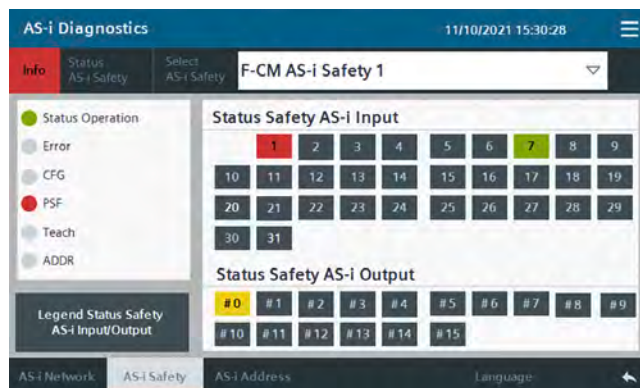 AS-i Diagnostics 11/10/2021 15:30:28
Info Status AS-i Safety Select AS-i Safety F-CM AS-i Safety 1
Status Operation
Error
CFG
PSF
Teach
ADDR
Legend Status Safety
AS-i Input/Output
Status Safety AS-i Input
1 2 3 4 5 6 7 8 9
10 11 12 13 14 15 16 17 18 19
20 21 22 23 24 25 26 27 28 29
30 31
Status Safety AS-i Output
#0 #1 #2 #3 #4 #5 #6 #7 #8 #9
#10 #11 #12 #13 #14 #15
AS-i Network AS-i Safety AS-i Address Language